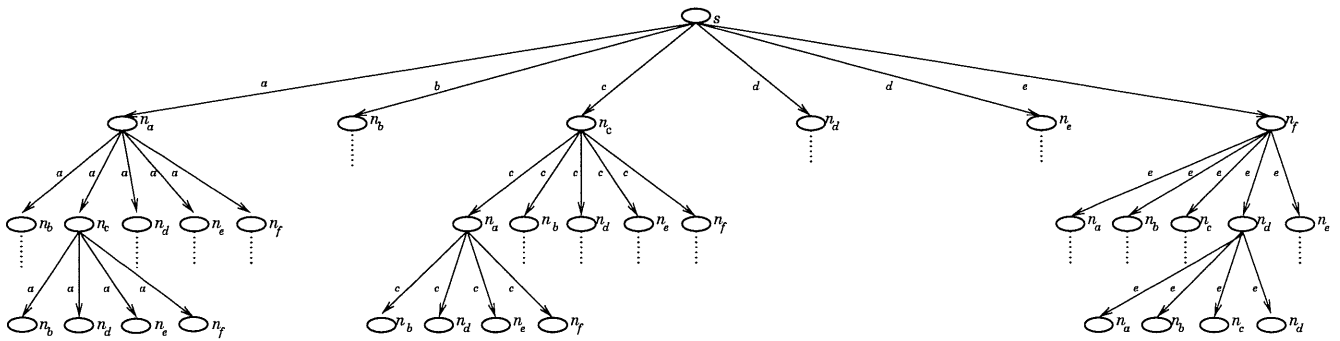 s
a b c d d e
n_a n_b n_c n_d n_e n_f
a a a a a c c c c c e e e e e
n_b n_c n_d n_e n_f n_a n_b n_d n_e n_f n_a n_b n_c n_d n_e
a a a a c c c c e e e e
n_b n_d n_e n_f n_b n_d n_e n_f n_a n_b n_c n_d